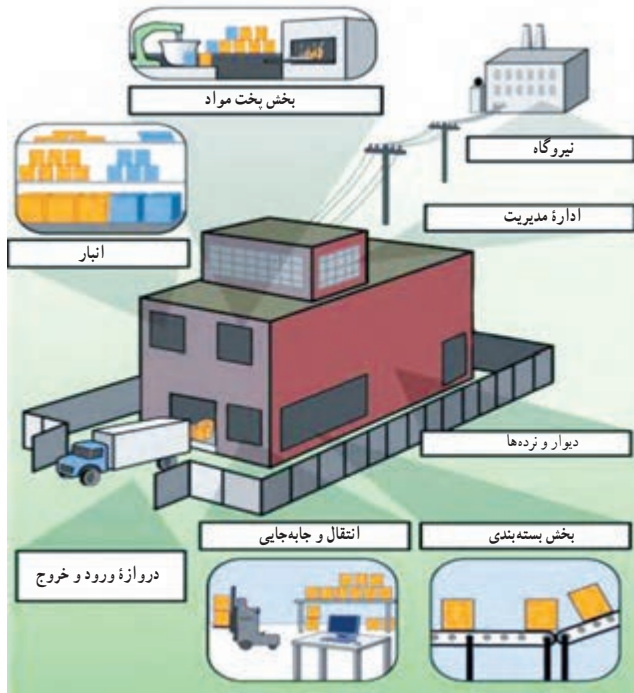 بخش پخت مواد
نیروگاه
ادارهٔ مدیریت
انبار
دیوار و نرده‌ها
بخش بسته‌بندی
انتقال و جابه‌جایی
دروازهٔ ورود و خروج